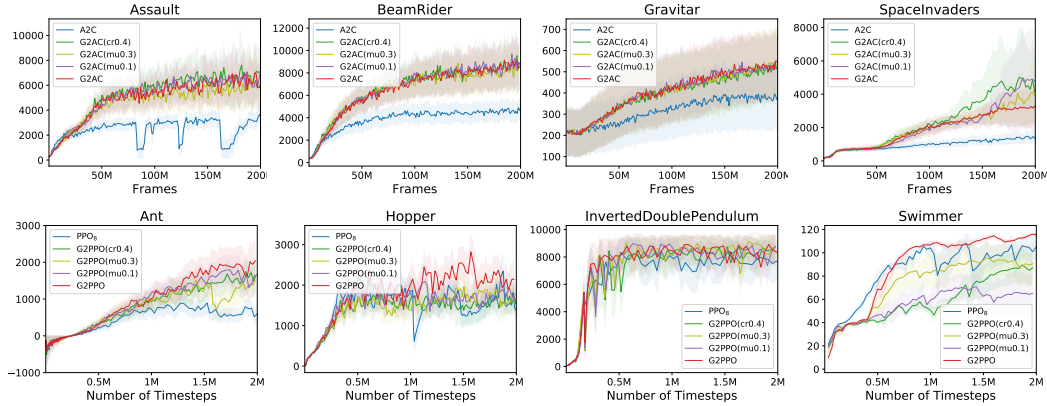 Assault
A2C
G2AC(cr0.4)
G2AC(mu0.3)
G2AC(mu0.1)
G2AC
10000
8000
6000
4000
2000
0
50M 100M 150M 200M
Frames
BeamRider
A2C
G2AC(cr0.4)
G2AC(mu0.3)
G2AC(mu0.1)
G2AC
12000
10000
8000
6000
4000
2000
0
50M 100M 150M 200M
Frames
Gravitar
A2C
G2AC(cr0.4)
G2AC(mu0.3)
G2AC(mu0.1)
G2AC
700
600
500
400
300
200
100
50M 100M 150M 200M
Frames
SpaceInvaders
A2C
G2AC(cr0.4)
G2AC(mu0.3)
G2AC(mu0.1)
G2AC
8000
6000
4000
2000
0
50M 100M 150M 200M
Frames
Ant
PPO8
G2PPO(cr0.4)
G2PPO(mu0.3)
G2PPO(mu0.1)
G2PPO
3000
2000
1000
0
−1000
0.5M 1M 1.5M 2M
Number of Timesteps
Hopper
PPO8
G2PPO(cr0.4)
G2PPO(mu0.3)
G2PPO(mu0.1)
G2PPO
3000
2000
1000
0
0.5M 1M 1.5M 2M
Number of Timesteps
InvertedDoublePendulum
10000
8000
6000
4000
2000
0
PPO8
G2PPO(cr0.4)
G2PPO(mu0.3)
G2PPO(mu0.1)
G2PPO
0.5M 1M 1.5M 2M
Number of Timesteps
Swimmer
120
100
80
60
40
20
0
PPO8
G2PPO(cr0.4)
G2PPO(mu0.3)
G2PPO(mu0.1)
G2PPO
0.5M 1M 1.5M 2M
Number of Timesteps